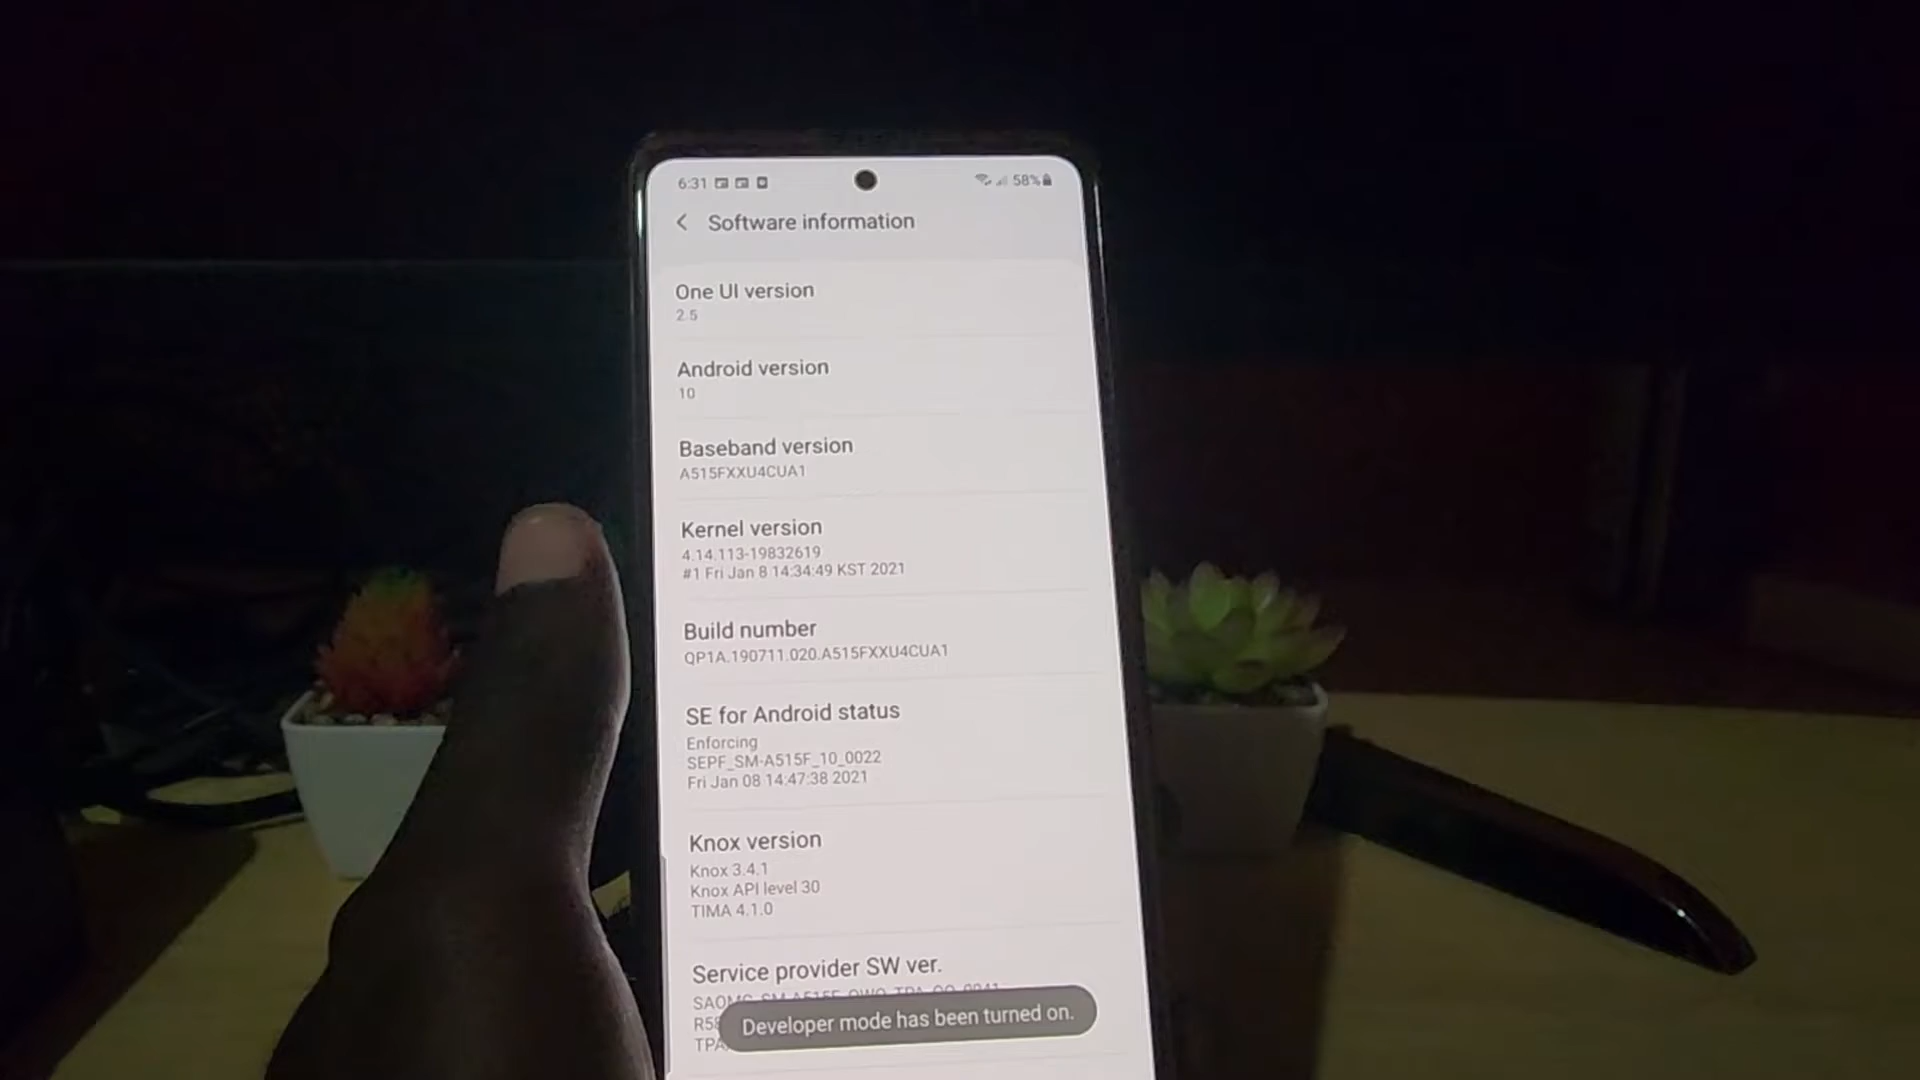 6:31
58%
Software information
One UI version
2.5
Android version
10
Baseband version
A515FXXU4CUA1
Kernel version
4.14.113-19832619
#1 Fri Jan 8 14:34:49 KST 2021
Build number
QP1A.190711.020.A515FXXU4CUA1
SE for Android status
Enforcing
SEPF_SM-A515F_10_0022
Fri Jan 08 14:47:38 2021
Knox version
Knox 3.4.1
Knox API level 30
TIMA 4.1.0
Service provider SW ver.
Developer mode has been turned on.